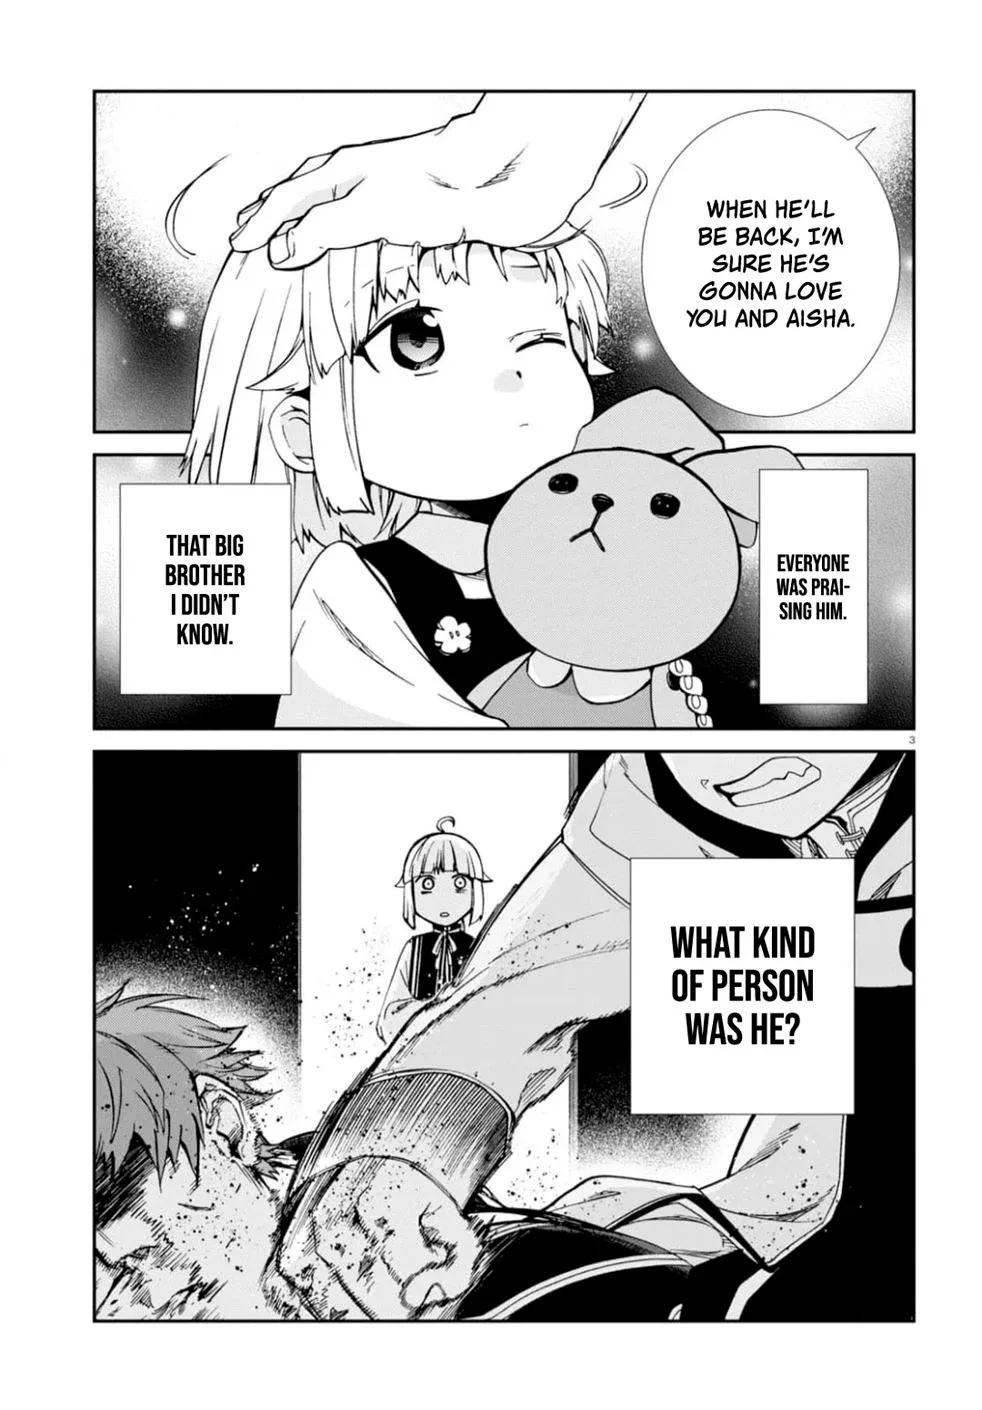 WHEN HE'LL
BE BACK, I'M
SURE HE'S
GONNA LOVE
YOU AND AISHA.
EVERYONE
WAS PRAI-
SING HIM.
THAT BIG
BROTHER
I DIDN'T
KNOW.
3
WHAT KIND
OF PERSON
WAS HE?